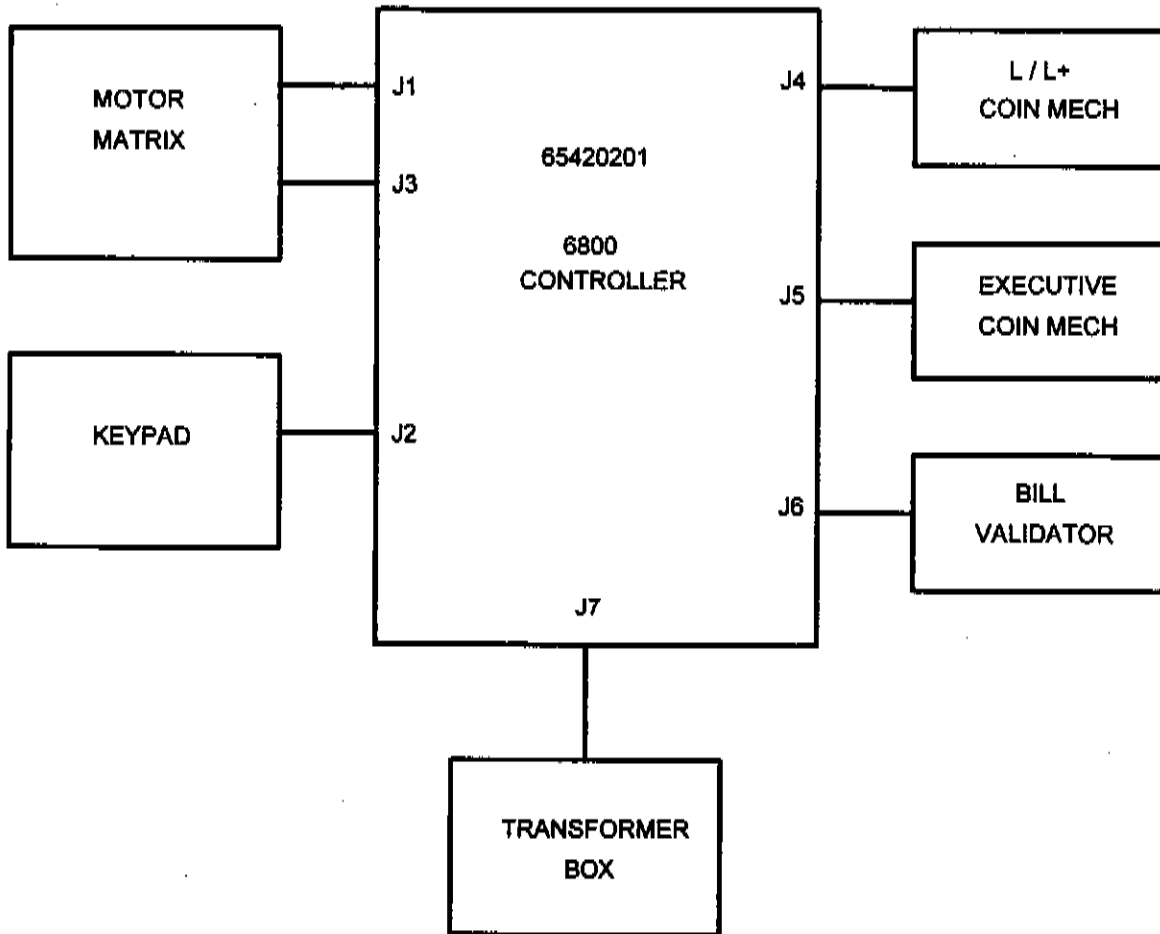 MOTOR
MATRIX
KEYPAD
J1
J3
J2
65420201
6800
CONTROLLER
J4
J5
J6
J7
L / L+
COIN MECH
EXECUTIVE
COIN MECH
BILL
VALIDATOR
TRANSFORMER
BOX